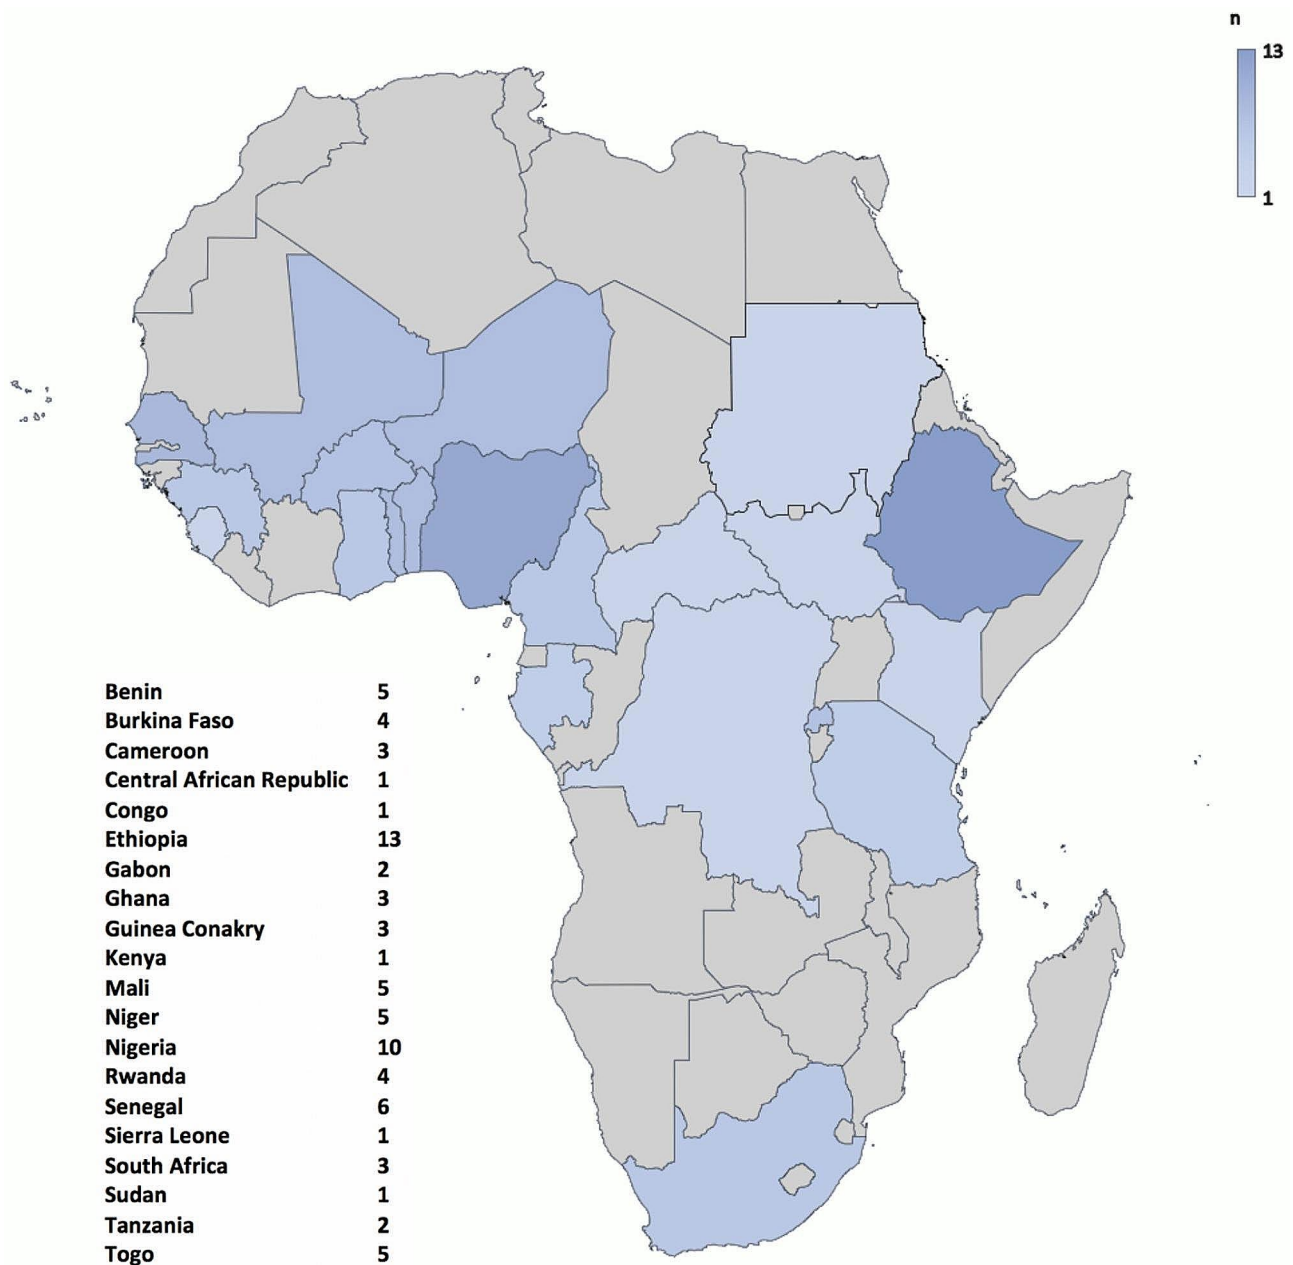 n
13
1
Benin 5
Burkina Faso 4
Cameroon 3
Central African Republic 1
Congo 1
Ethiopia 13
Gabon 2
Ghana 3
Guinea Conakry 3
Kenya 1
Mali 5
Niger 5
Nigeria 10
Rwanda 4
Senegal 6
Sierra Leone 1
South Africa 3
Sudan 1
Tanzania 2
Togo 5